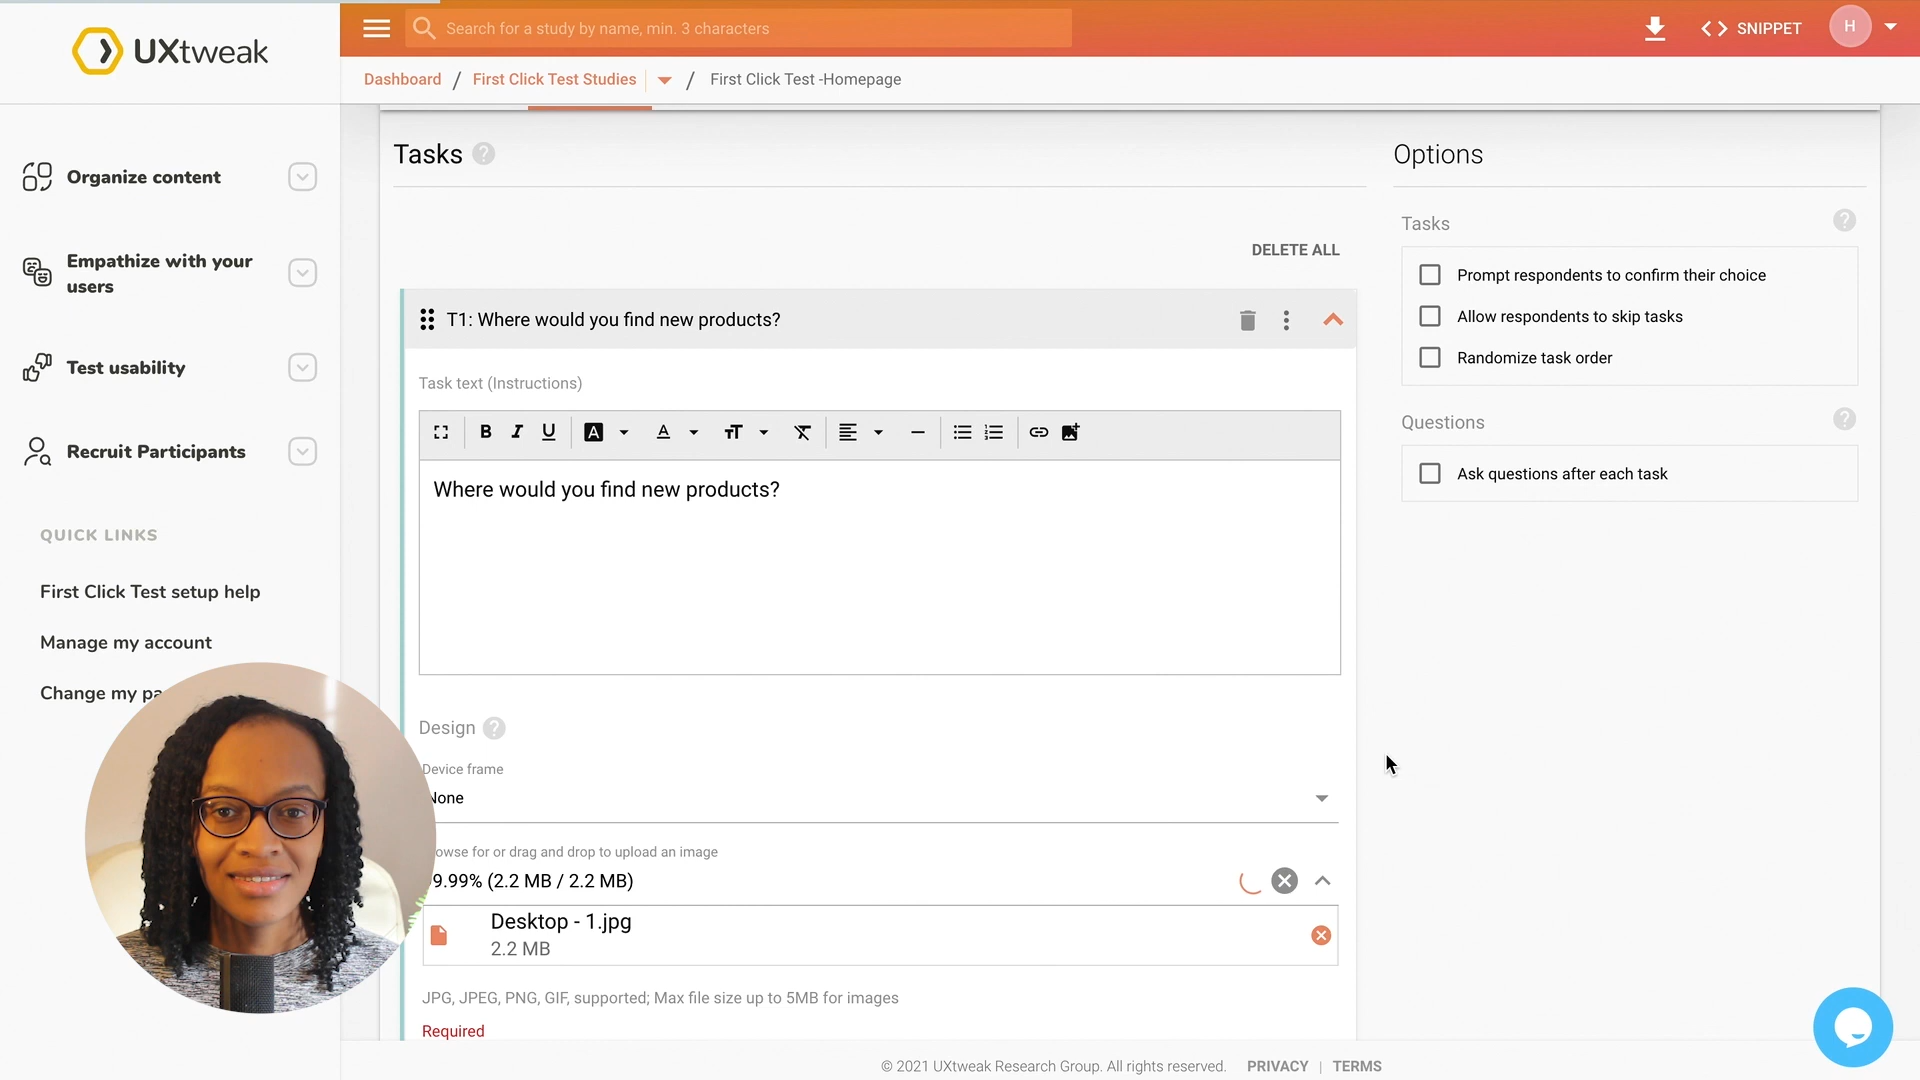 UXtweak
Search for a study by name, min. 3 characters
SNIPPET
H
Dashboard / First Click Test Studies / First Click Test -Homepage
Organize content
Empathize with your
users
Test usability
Recruit Participants
QUICK LINKS
First Click Test setup help
Manage my account
Change my
Tasks ?
DELETE ALL
T1: Where would you find new products?
Task text (Instructions)
B I U A A TT
Where would you find new products?
Design ?
Device frame
None
for or drag and drop to upload an image
9.99% (2.2 MB / 2.2 MB)
Desktop - 1.jpg
2.2 MB
JPG, JPEG, PNG, GIF, supported; Max file size up to 5MB for images
Required
Options
Tasks ?
Prompt respondents to confirm their choice
Allow respondents to skip tasks
Randomize task order
Questions ?
Ask questions after each task
© 2021 UXtweak Research Group. All rights reserved. PRIVACY | TERMS